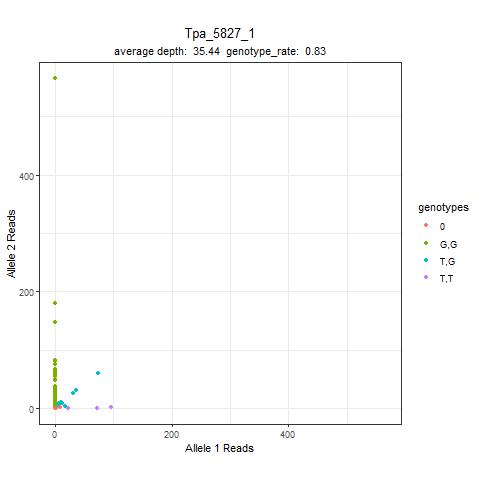 Tpa_5827_1
average depth:  35.44  genotype_rate:  0.83
Allele 2 Reads
400
200
0
0
200
400
Allele 1 Reads
genotypes
0
G,G
T,G
T,T